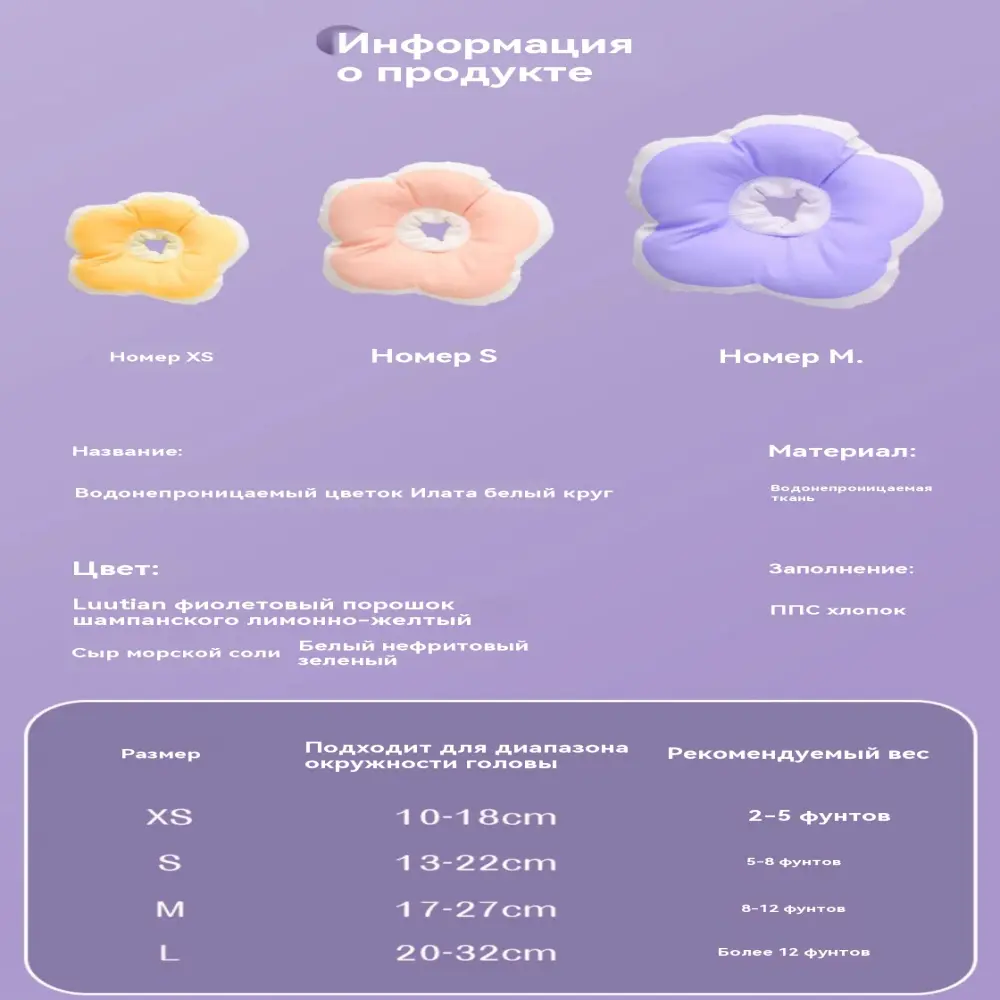 Информация
о продукте
Номер XS
Номер S
Номер M.
Название:
Материал:
Водонепроницаемый цветок Илата белый круг
Водонепроницаемая
ткань
Цвет:
Заполнение:
Luutian фиолетовый порошок
шампанского лимонно-желтый
ППС хлопок
Сыр морской соли
Белый нефритовый
зеленый
Размер
Подходит для диапазона
окружности головы
Рекомендуемый вес
XS 10-18cm 2-5 фунтов
S 13-22cm 5-8 фунтов
M 17-27cm 8-12 фунтов
L 20-32cm Более 12 фунтов